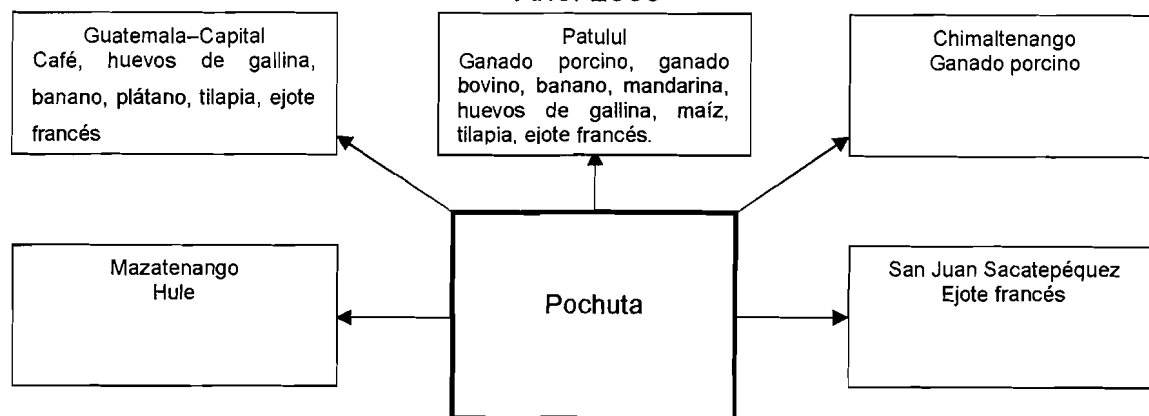 Guatemala–Capital
Café, huevos de gallina,
banano, plátano, tilapia, ejote
francés
Patulul
Ganado porcino, ganado
bovino, banano, mandarina,
huevos de gallina, maíz,
tilapia, ejote francés.
Chimaltenango
Ganado porcino
Mazatenango
Hule
Pochuta
San Juan Sacatepéquez
Ejote francés